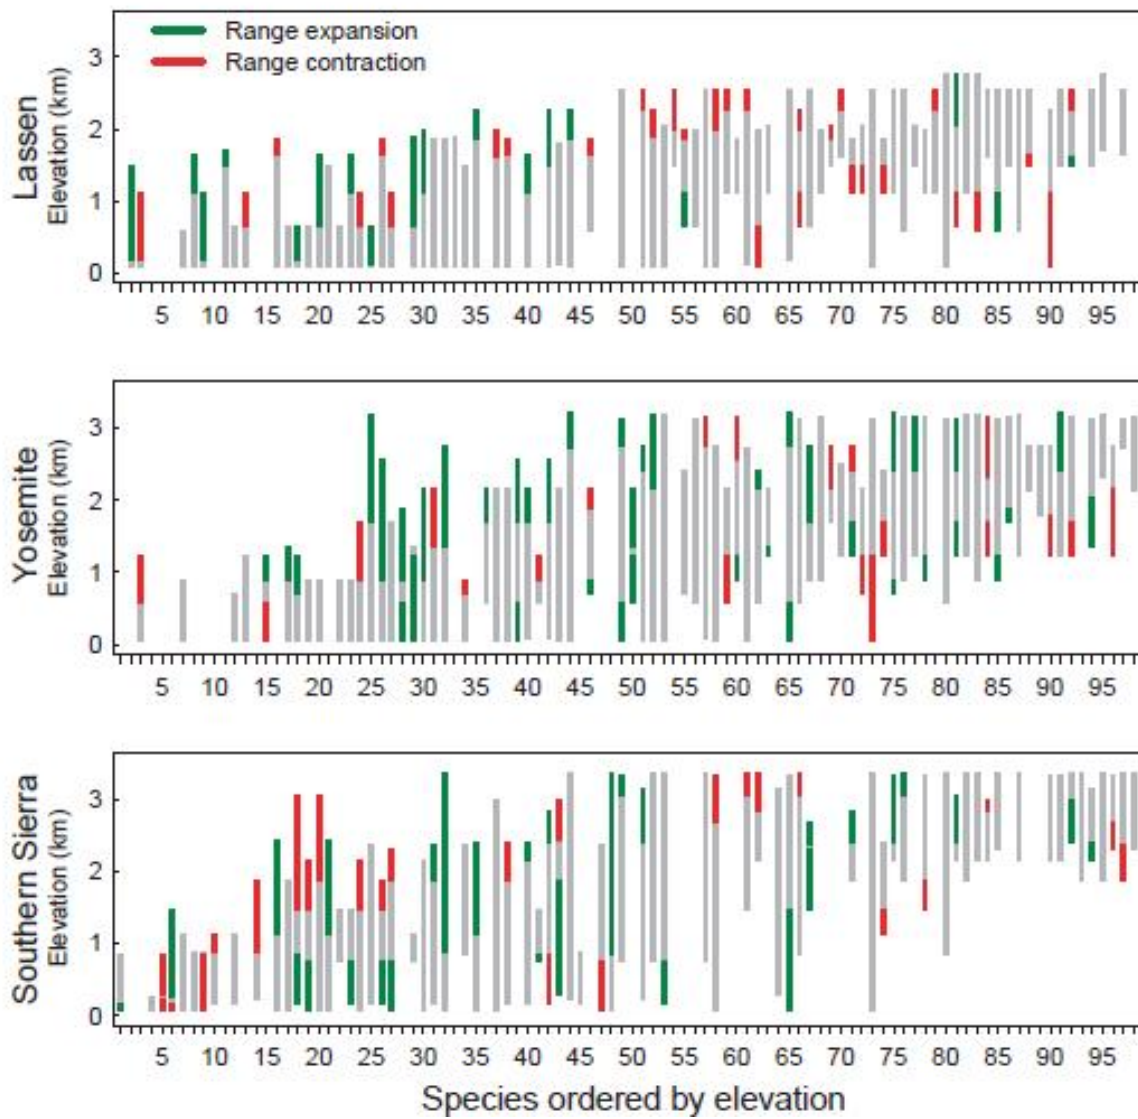 Range expansion
Range contraction
Lassen
Elevation (km)
3
2
1
0
5 10 15 20 25 30 35 40 45 50 55 60 65 70 75 80 85 90 95
Yosemite
Elevation (km)
3
2
1
0
5 10 15 20 25 30 35 40 45 50 55 60 65 70 75 80 85 90 95
Southern Sierra
Elevation (km)
3
2
1
0
5 10 15 20 25 30 35 40 45 50 55 60 65 70 75 80 85 90 95
Species ordered by elevation